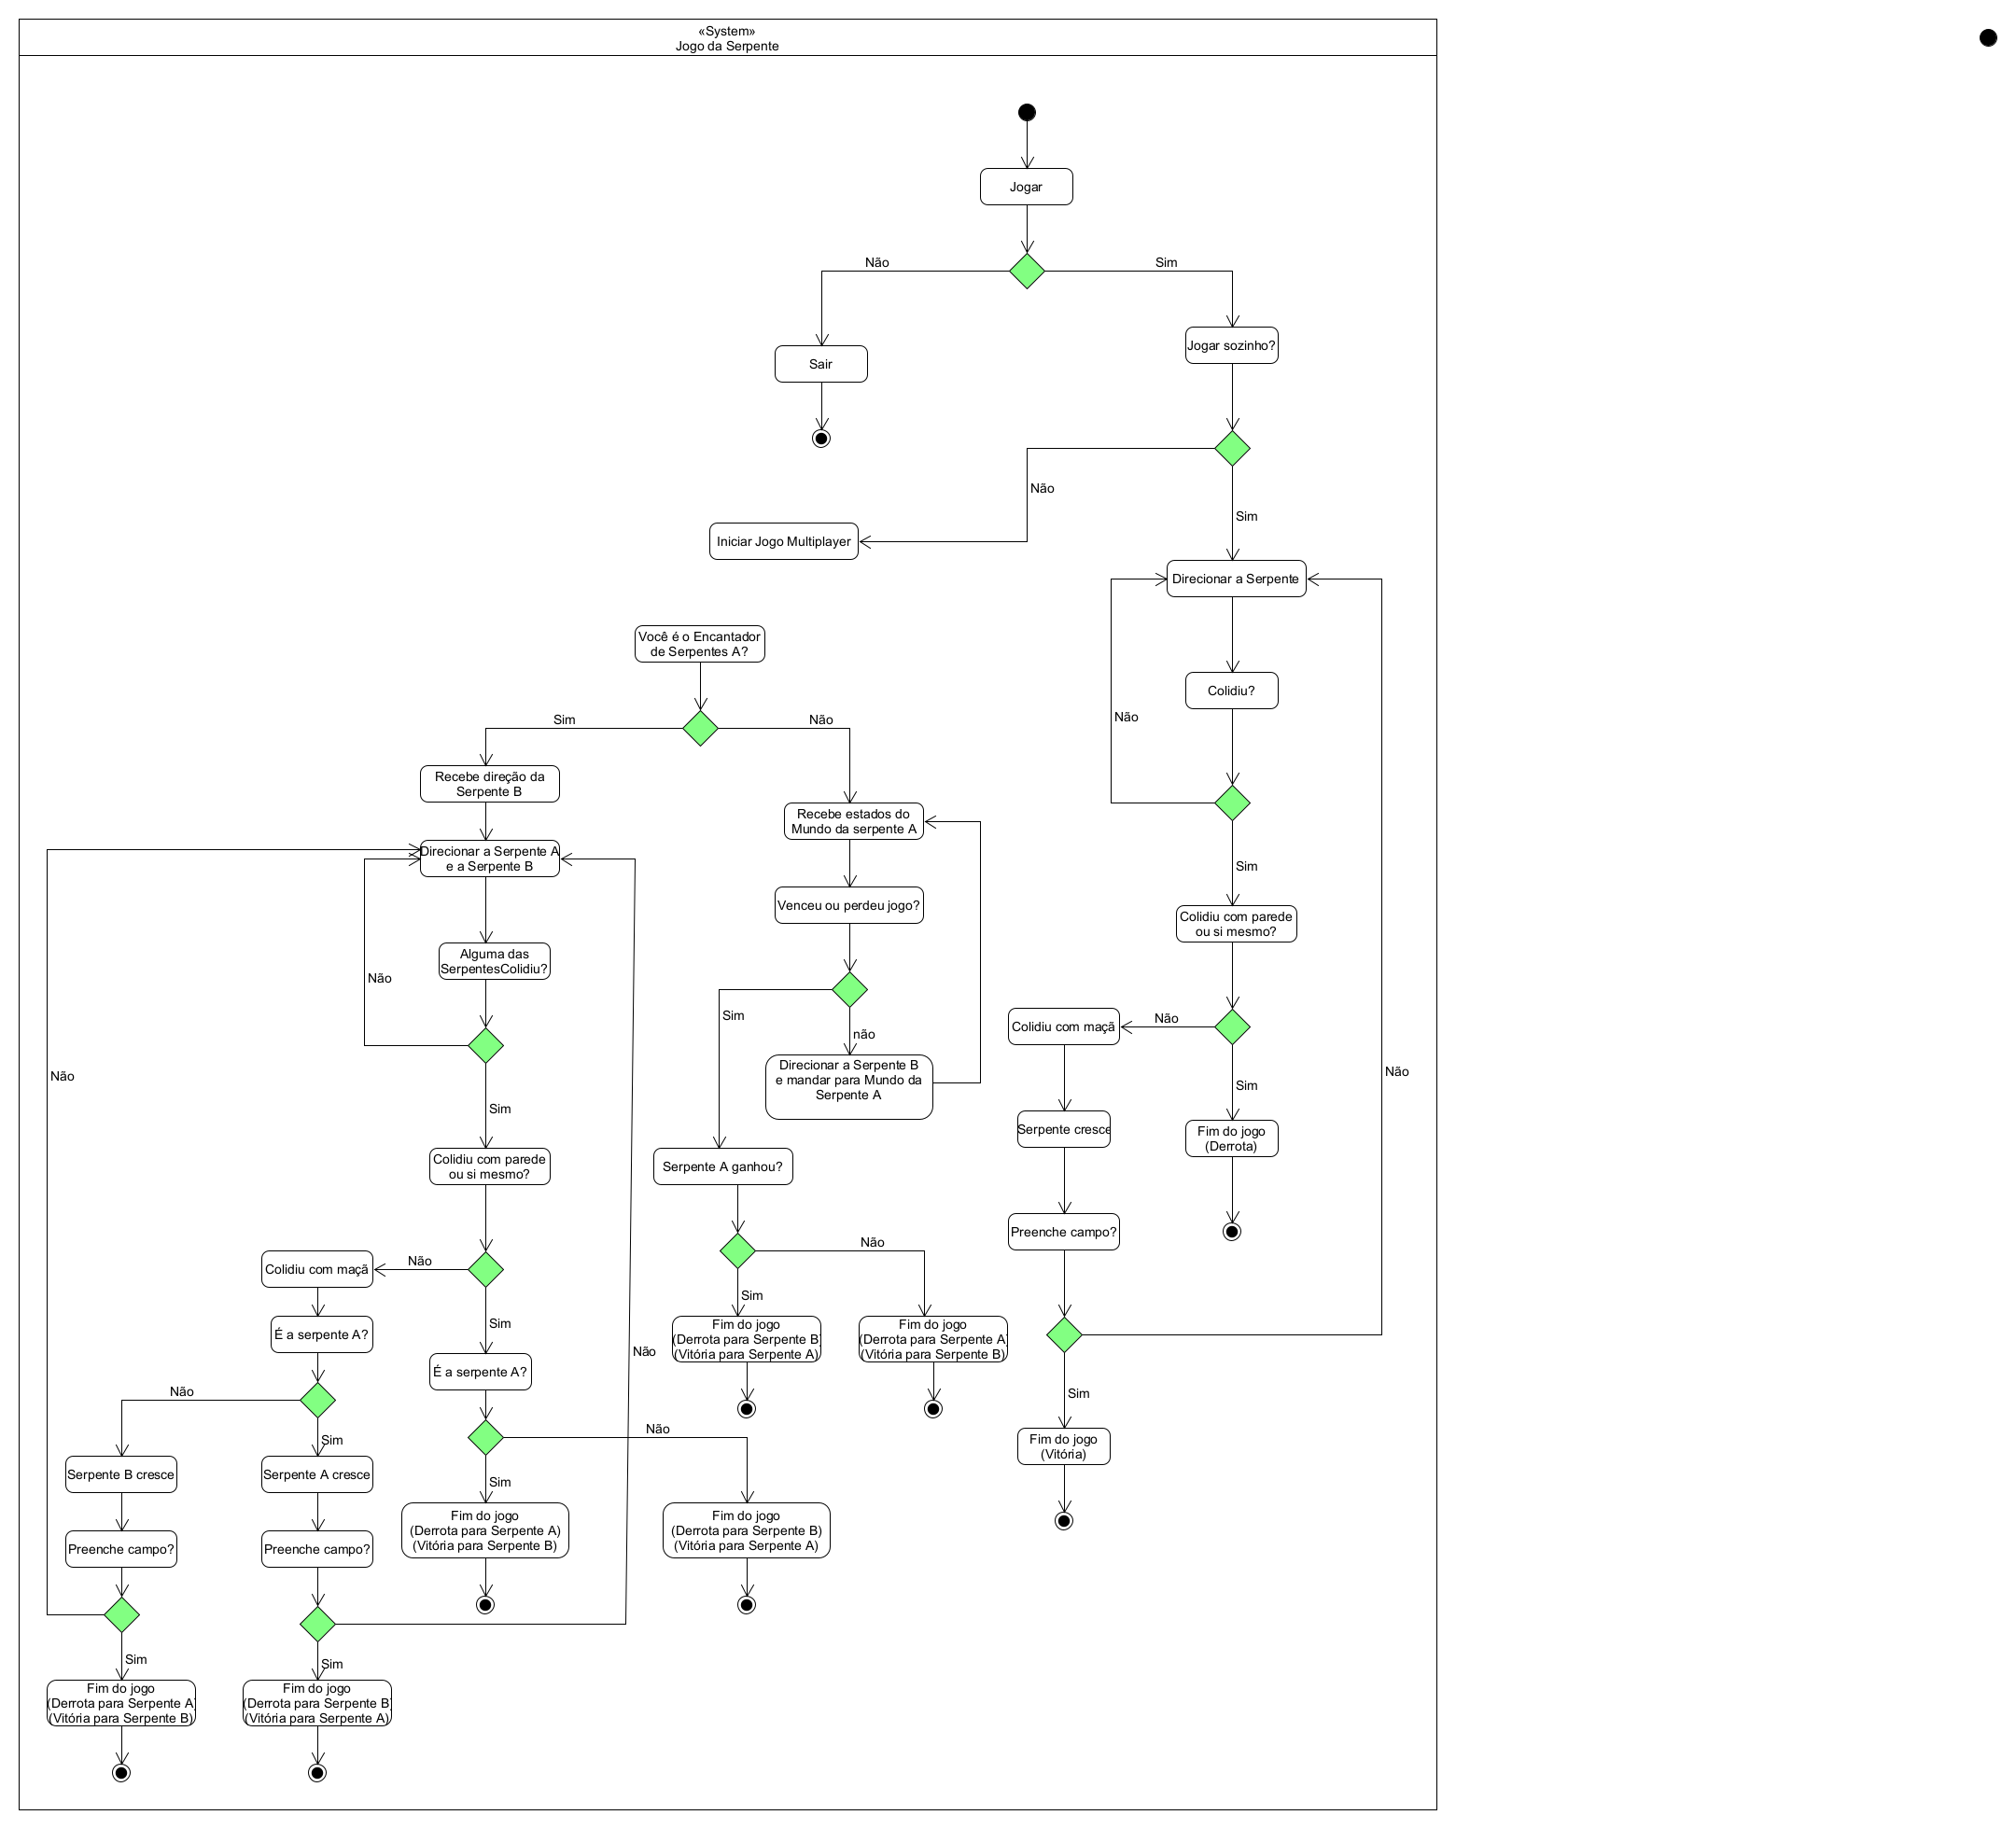 «System»
Jogo da Serpente
Jogar
Não
Sim
Sair
Jogar sozinho?
Não
Sim
Iniciar Jogo Multiplayer
Direcionar a Serpente
Você é o Encantador
de Serpentes A?
Colidiu?
Não
Sim
Não
Recebe direção da
Serpente B
Recebe estados do
Mundo da serpente A
Direcionar a Serpente A
e a Serpente B
Sim
Venceu ou perdeu jogo?
Colidiu com parede
ou si mesmo?
Alguma das
SerpentesColidiu?
Não
Sim
não
Colidiu com maçã
Não
Direcionar a Serpente B
e mandar para Mundo da
Serpente A
Não
Não
Sim
Sim
Serpente cresce
Fim do jogo
(Derrota)
Colidiu com parede
ou si mesmo?
Serpente A ganhou?
Preenche campo?
Não
Colidiu com maçã
Não
Sim
Sim
É a serpente A?
Fim do jogo
(Derrota para Serpente B)
(Vitória para Serpente A)
Fim do jogo
(Derrota para Serpente A)
(Vitória para Serpente B)
Não
É a serpente A?
Não
Sim
Não
Sim
Fim do jogo
(Vitória)
Sim
Serpente B cresce
Serpente A cresce
Fim do jogo
(Derrota para Serpente A)
(Vitória para Serpente B)
Fim do jogo
(Derrota para Serpente B)
(Vitória para Serpente A)
Preenche campo?
Preenche campo?
Sim
Sim
Fim do jogo
(Derrota para Serpente A)
(Vitória para Serpente B)
Fim do jogo
(Derrota para Serpente B)
(Vitória para Serpente A)